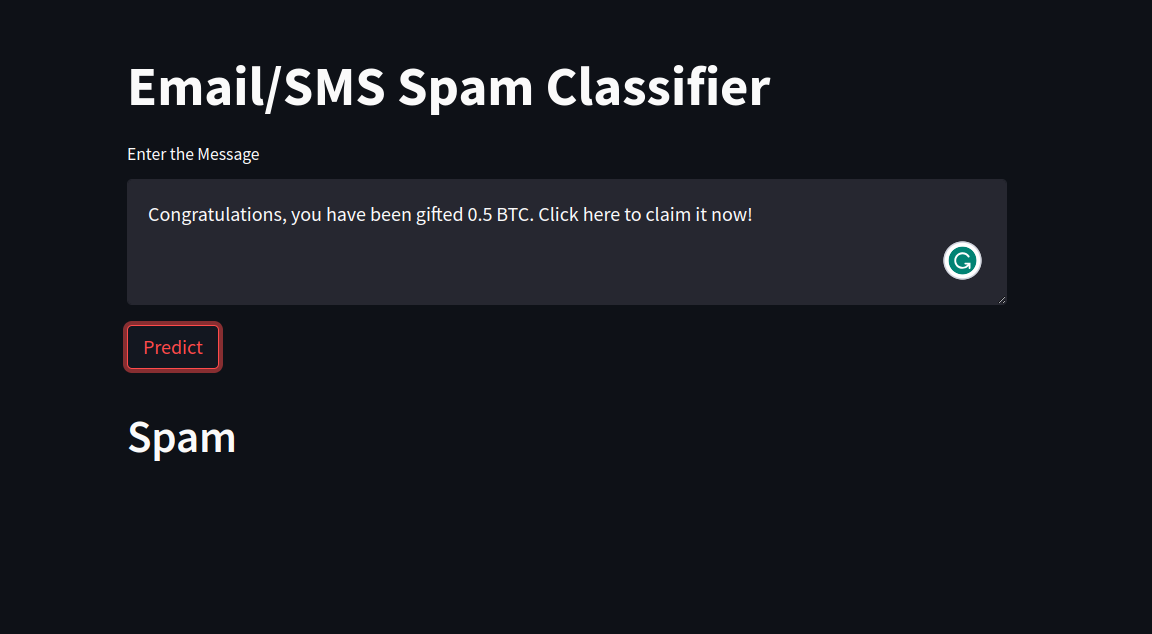 Email/SMS Spam Classifier
Enter the Message
Congratulations, you have been gifted 0.5 BTC. Click here to claim it now!
Predict
Spam